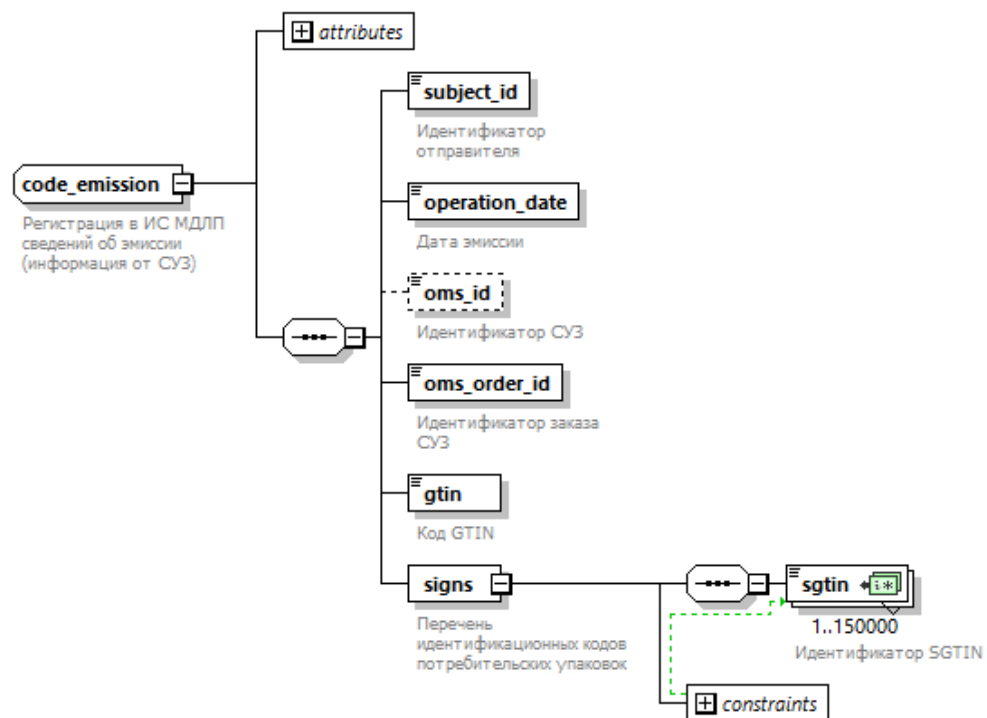 attributes
subject_id
Идентификатор
отправителя
code_emission
Регистрация в ИС МДЛП
сведений об эмиссии
(информация от СУЗ)
operation_date
Дата эмиссии
oms_id
Идентификатор СУЗ
oms_order_id
Идентификатор заказа
СУЗ
gtin
Код GTIN
signs
Перечень
идентификационных кодов
потребительских упаковок
sgtin
1..150000
Идентификатор SGTIN
constraints